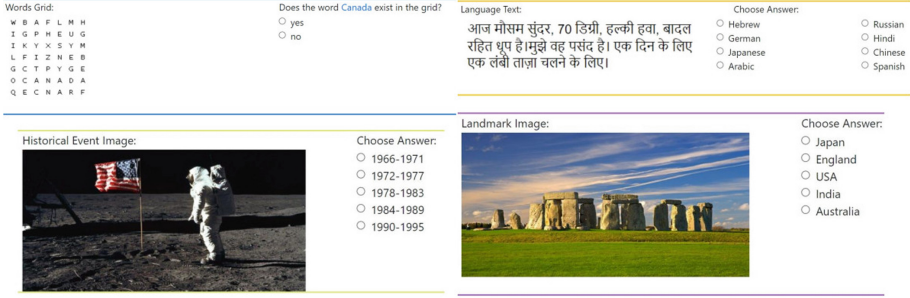 Words Grid:
W B A F L M H
I G P H E U G
I K Y X S Y M
L F I Z N E B
G C T P Y G E
O C A N A D A
Q E C N A R F
Does the word Canada exist in the grid?
yes
no
Language Text:
आज मौसम सुंदर, 70 डिग्री, हल्की हवा, बादल
रहित धूप है।मुझे वह पसंद है। एक दिन के लिए
एक लंबी ताज़ा चलने के लिए।
Choose Answer:
Hebrew
German
Japanese
Arabic
Russian
Hindi
Chinese
Spanish
Historical Event Image:
Choose Answer:
1966-1971
1972-1977
1978-1983
1984-1989
1990-1995
Landmark Image:
Choose Answer:
Japan
England
USA
India
Australia